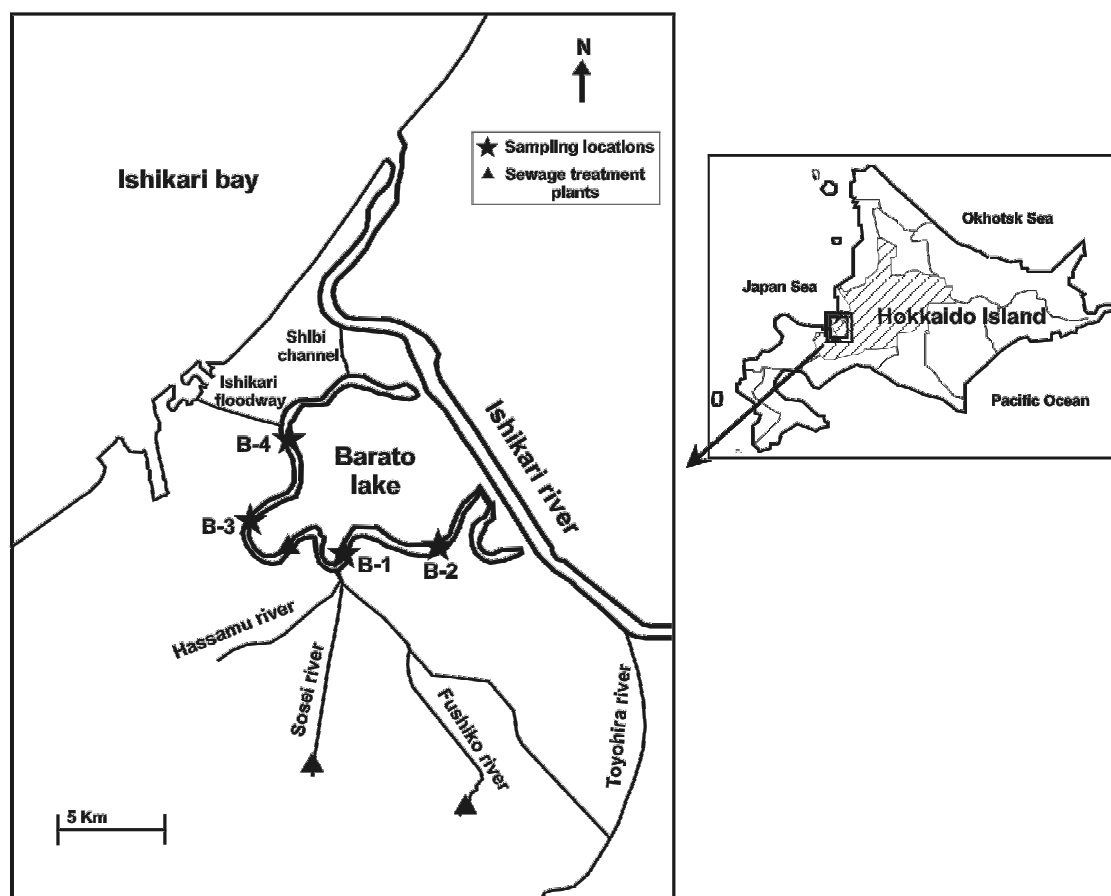 N
Sampling locations
Sewage treatment
plants
Ishikari bay
Okhotsk Sea
Japan Sea
Hokkaido Island
Pacific Ocean
Shibi
channel
Ishikari
floodway
Ishikari river
B-4
Barato
lake
B-3
B-1
B-2
Hassamu river
Sosei river
Fushiko river
Toyohira river
5 Km